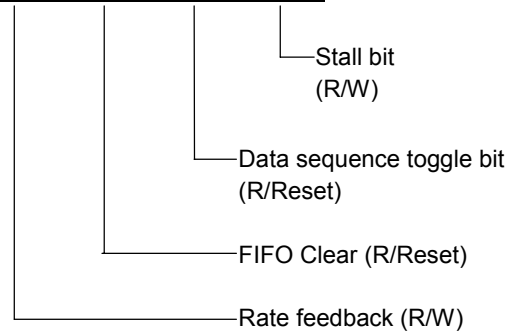 Stall bit
(R/W)
Data sequence toggle bit
(R/Reset)
FIFO Clear (R/Reset)
Rate feedback (R/W)